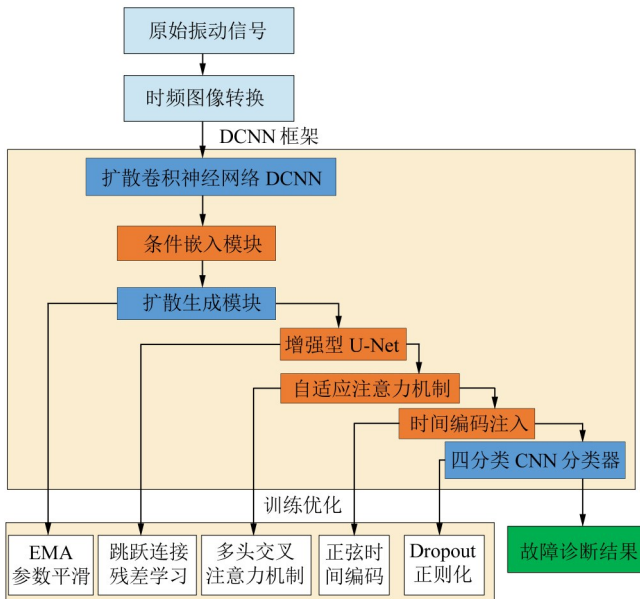 原始振动信号
时频图像转换
DCNN 框架
扩散卷积神经网络 DCNN
条件嵌入模块
扩散生成模块
增强型 U-Net
自适应注意力机制
时间编码注入
四分类 CNN 分类器
训练优化
EMA
参数平滑
跳跃连接
残差学习
多头交叉
注意力机制
正弦时
间编码
Dropout
正则化
故障诊断结果